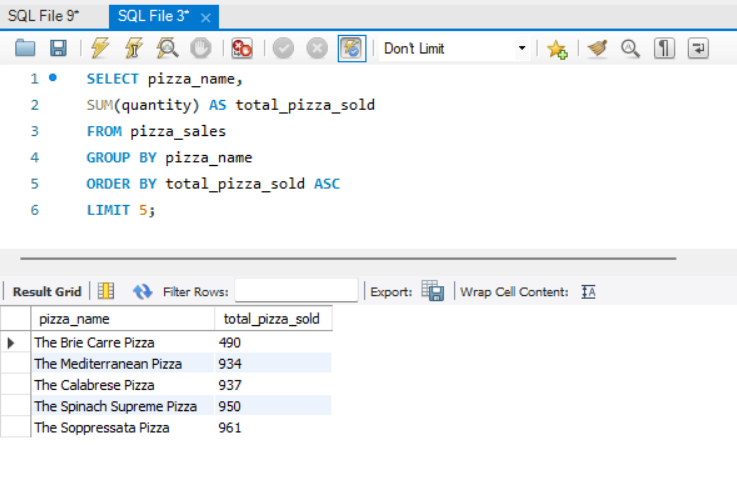 SQL File 9* SQL File 3*
Don't Limit
1 SELECT pizza_name,
2 SUM(quantity) AS total_pizza_sold
3 FROM pizza_sales
4 GROUP BY pizza_name
5 ORDER BY total_pizza_sold ASC
6 LIMIT 5;
Result Grid Filter Rows: Export: Wrap Cell Content:
pizza_name total_pizza_sold
The Brie Carre Pizza 490
The Mediterranean Pizza 934
The Calabrese Pizza 937
The Spinach Supreme Pizza 950
The Soppressata Pizza 961